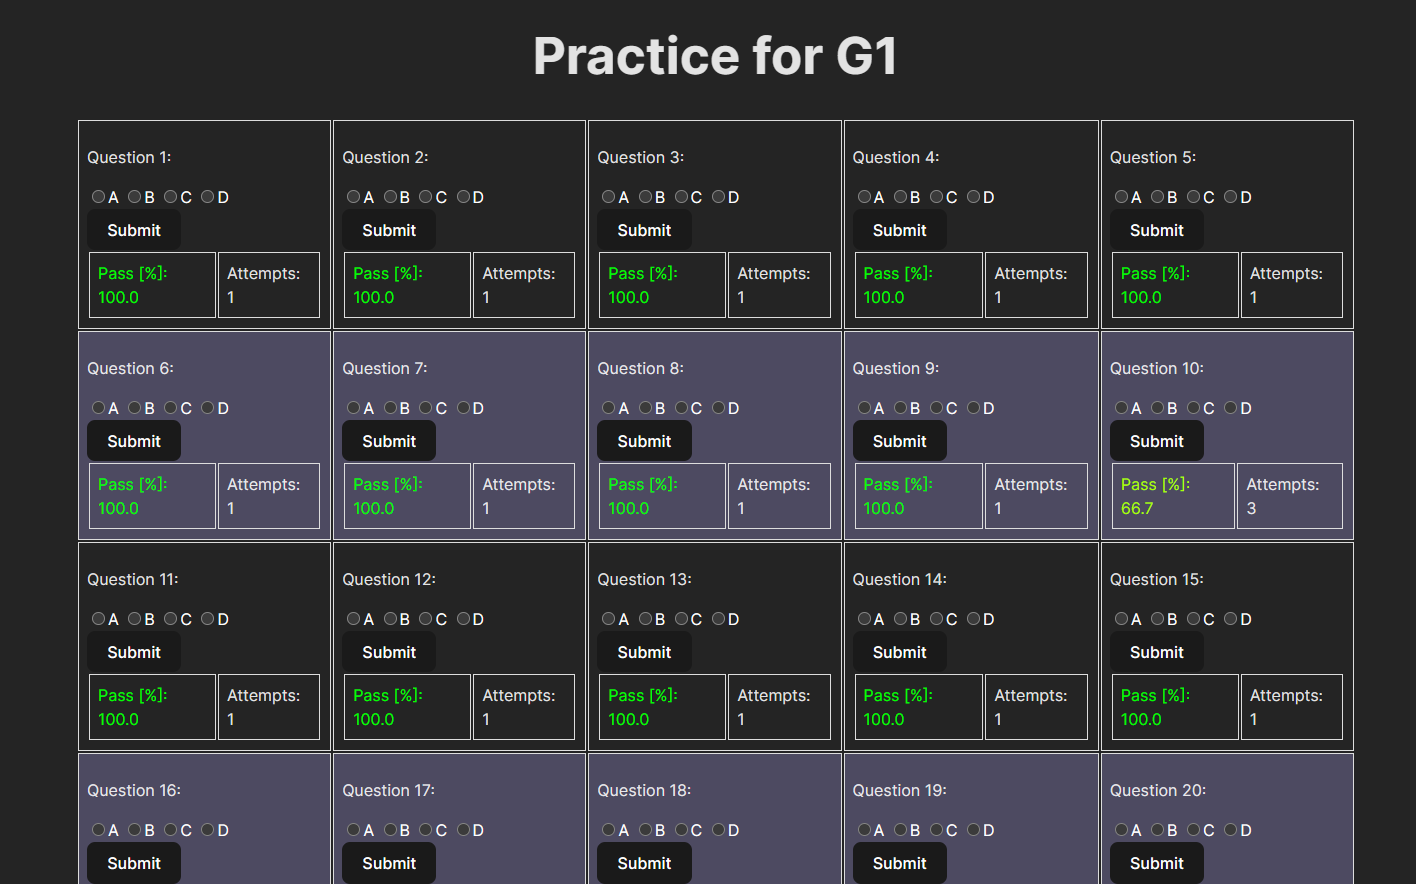 Practice for G1
Question 1: Question 2: Question 3: Question 4: Question 5:
A B C D A B C D A B C D A B C D A B C D
Submit Submit Submit Submit Submit
Pass [%]: Attempts: Pass [%]: Attempts: Pass [%]: Attempts: Pass [%]: Attempts: Pass [%]: Attempts:
100.0 1 100.0 1 100.0 1 100.0 1 100.0 1
Question 6: Question 7: Question 8: Question 9: Question 10:
A B C D A B C D A B C D A B C D A B C D
Submit Submit Submit Submit Submit
Pass [%]: Attempts: Pass [%]: Attempts: Pass [%]: Attempts: Pass [%]: Attempts: Pass [%]: Attempts:
100.0 1 100.0 1 100.0 1 100.0 1 66.7 3
Question 11: Question 12: Question 13: Question 14: Question 15:
A B C D A B C D A B C D A B C D A B C D
Submit Submit Submit Submit Submit
Pass [%]: Attempts: Pass [%]: Attempts: Pass [%]: Attempts: Pass [%]: Attempts: Pass [%]: Attempts:
100.0 1 100.0 1 100.0 1 100.0 1 100.0 1
Question 16: Question 17: Question 18: Question 19: Question 20:
A B C D A B C D A B C D A B C D A B C D
Submit Submit Submit Submit Submit